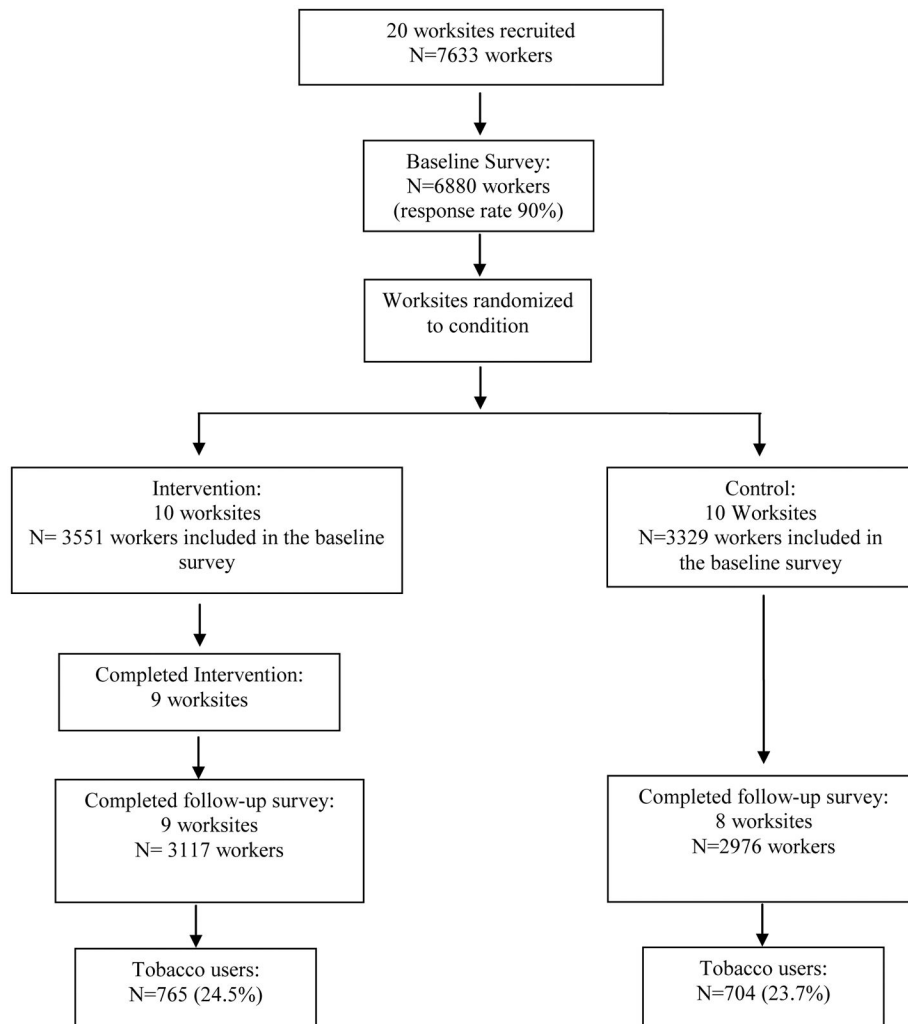 20 worksites recruited
N=7633 workers
Baseline Survey:
N=6880 workers
(response rate 90%)
Worksites randomized
to condition
Intervention:
10 worksites
N= 3551 workers included in the baseline
survey
Control:
10 Worksites
N=3329 workers included in
the baseline survey
Completed Intervention:
9 worksites
Completed follow-up survey:
9 worksites
N= 3117 workers
Completed follow-up survey:
8 worksites
N=2976 workers
Tobacco users:
N=765 (24.5%)
Tobacco users:
N=704 (23.7%)